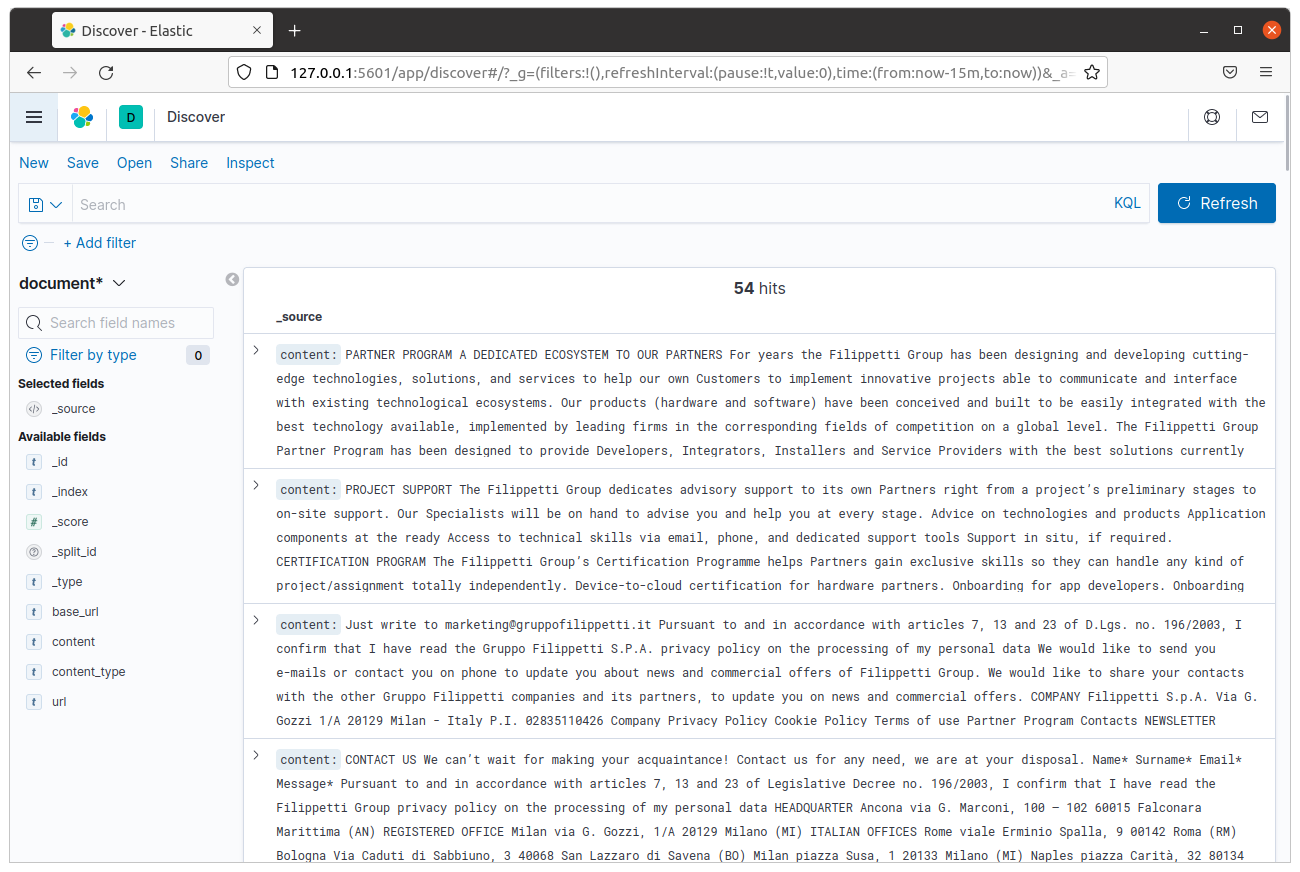 Discover - Elastic
127.0.0.1:5601/app/discover#/?_g=(filters:!(),refreshInterval:(pause:!t,value:0),time:(from:now-15m,to:now))&_a=
D Discover
New Save Open Share Inspect
Search KQL Refresh
+ Add filter
document*
Search field names
Filter by type 0
Selected fields
_source
Available fields
t _id
t _index
# _score
? _split_id
t _type
t base_url
t content
t content_type
t url
54 hits
_source
content: PARTNER PROGRAM A DEDICATED ECOSYSTEM TO OUR PARTNERS For years the Filippetti Group has been designing and developing cutting-
edge technologies, solutions, and services to help our own Customers to implement innovative projects able to communicate and interface
with existing technological ecosystems. Our products (hardware and software) have been conceived and built to be easily integrated with the
best technology available, implemented by leading firms in the corresponding fields of competition on a global level. The Filippetti Group
Partner Program has been designed to provide Developers, Integrators, Installers and Service Providers with the best solutions currently
content: PROJECT SUPPORT The Filippetti Group dedicates advisory support to its own Partners right from a project’s preliminary stages to
on-site support. Our Specialists will be on hand to advise you and help you at every stage. Advice on technologies and products Application
components at the ready Access to technical skills via email, phone, and dedicated support tools Support in situ, if required.
CERTIFICATION PROGRAM The Filippetti Group’s Certification Programme helps Partners gain exclusive skills so they can handle any kind of
project/assignment totally independently. Device-to-cloud certification for hardware partners. Onboarding for app developers. Onboarding
content: Just write to marketing@gruppofilippetti.it Pursuant to and in accordance with articles 7, 13 and 23 of D.Lgs. no. 196/2003, I
confirm that I have read the Gruppo Filippetti S.P.A. privacy policy on the processing of my personal data We would like to send you
e-mails or contact you on phone to update you about news and commercial offers of Filippetti Group. We would like to share your contacts
with the other Gruppo Filippetti companies and its partners, to update you on news and commercial offers. COMPANY Filippetti S.p.A. Via G.
Gozzi 1/A 20129 Milan - Italy P.I. 02835110426 Company Privacy Policy Cookie Policy Terms of use Partner Program Contacts NEWSLETTER
content: CONTACT US We can’t wait for making your acquaintance! Contact us for any need, we are at your disposal. Name* Surname* Email*
Message* Pursuant to and in accordance with articles 7, 13 and 23 of Legislative Decree no. 196/2003, I confirm that I have read the
Filippetti Group privacy policy on the processing of my personal data HEADQUARTER Ancona via G. Marconi, 100 – 102 60015 Falconara
Marittima (AN) REGISTERED OFFICE Milan via G. Gozzi, 1/A 20129 Milano (MI) ITALIAN OFFICES Rome viale Erminio Spalla, 9 00142 Roma (RM)
Bologna Via Caduti di Sabbiuno, 3 40068 San Lazzaro di Savena (BO) Milan piazza Susa, 1 20133 Milano (MI) Naples piazza Carità, 32 80134